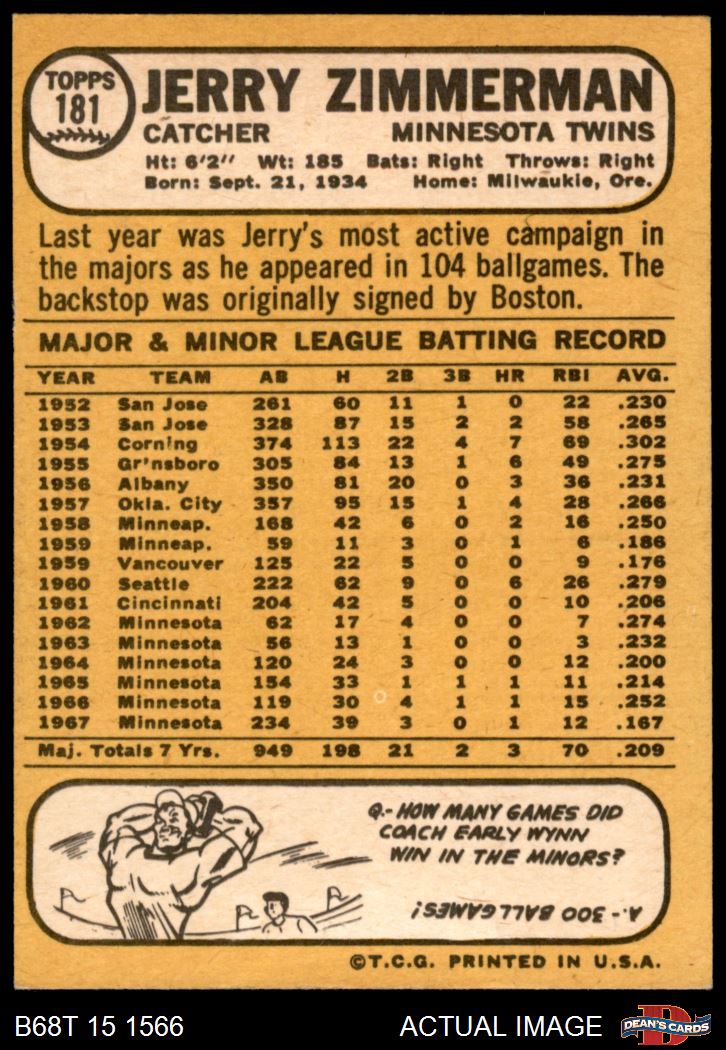 TOPPS
181
JERRY ZIMMERMAN
CATCHER MINNESOTA TWINS
Ht: 6'2" Wt: 185 Bats: Right Throws: Right
Born: Sept. 21, 1934 Home: Milwaukie, Ore.
Last year was Jerry's most active campaign in
the majors as he appeared in 104 ballgames. The
backstop was originally signed by Boston.
MAJOR & MINOR LEAGUE BATTING RECORD
YEAR TEAM AB H 2B 3B HR RBI AVG.
1952 San Jose 261 60 11 1 0 22 .230
1953 San Jose 328 87 15 2 2 58 .265
1954 Corning 374 113 22 4 7 69 .302
1955 Gr'nsboro 305 84 13 1 6 49 .275
1956 Albany 350 81 20 0 3 36 .231
1957 Okla. City 357 95 15 1 4 28 .266
1958 Minneap. 168 42 6 0 2 16 .250
1959 Minneap. 59 11 3 0 1 6 .186
1959 Vancouver 125 22 5 0 0 9 .176
1960 Seattle 222 62 9 0 6 26 .279
1961 Cincinnati 204 42 5 0 0 10 .206
1962 Minnesota 62 17 4 0 0 7 .274
1963 Minnesota 56 13 1 0 0 3 .232
1964 Minnesota 120 24 3 0 0 12 .200
1965 Minnesota 154 33 1 1 1 11 .214
1966 Minnesota 119 30 4 1 1 15 .252
1967 Minnesota 234 39 3 0 1 12 .167
Maj. Totals 7 Yrs. 949 198 21 2 3 70 .209
Q.- HOW MANY GAMES DID
COACH EARLY WYNN
WIN IN THE MINORS?
A.- 300 BALLGAMES!
©T.C.G. PRINTED IN U.S.A.
B68T 15 1566 ACTUAL IMAGE
D
DEAN'S CARDS